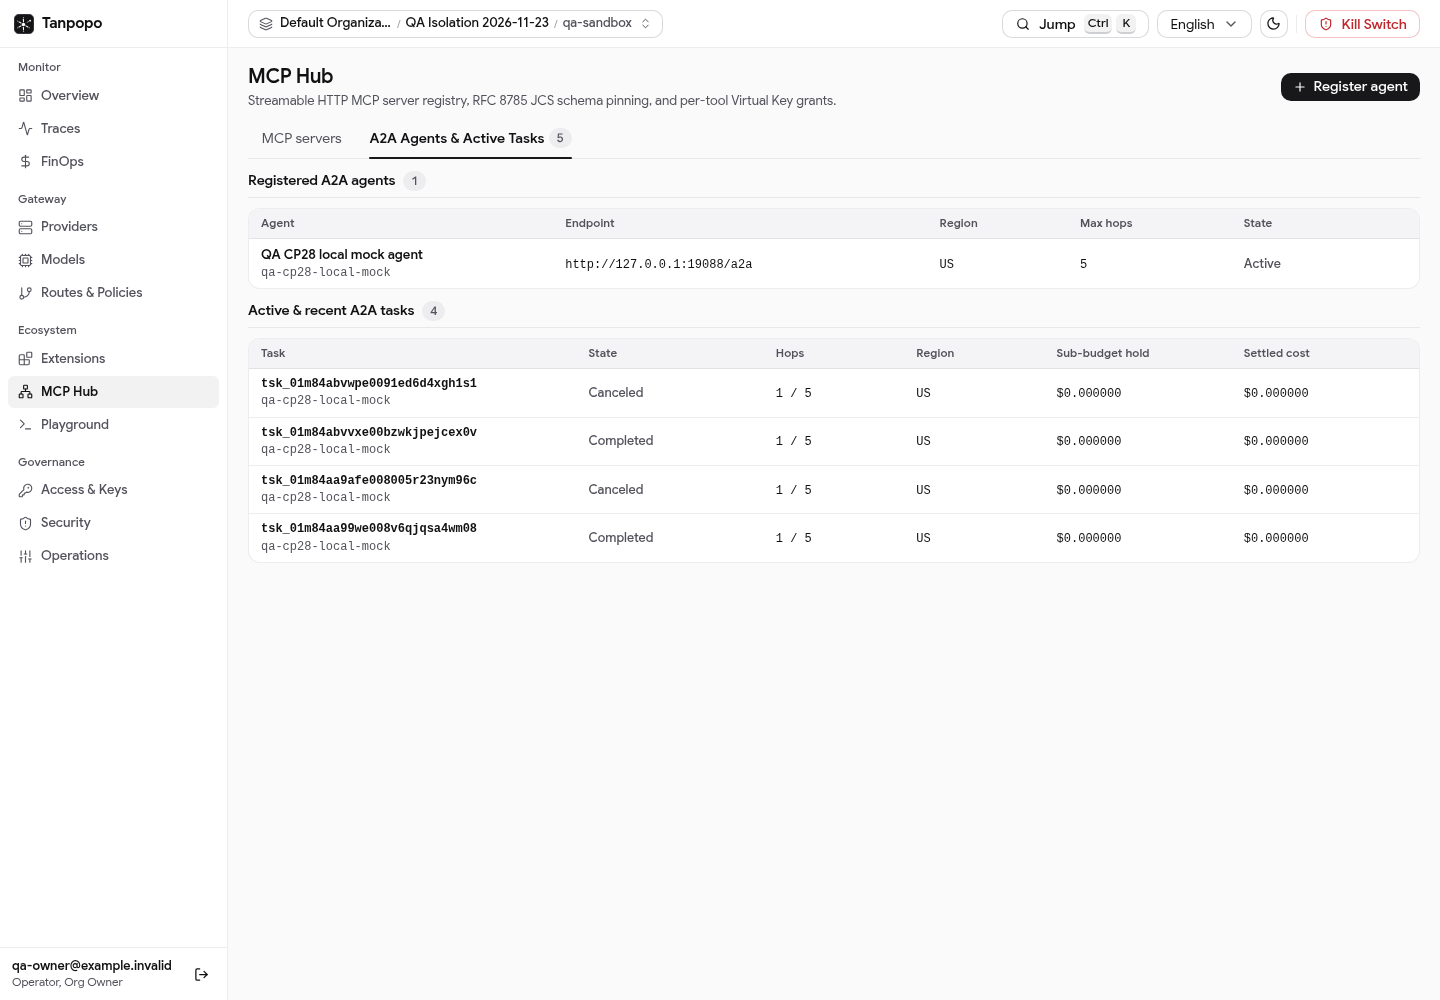 Tanpopo
Default Organiza... / QA Isolation 2026-11-23 / qa-sandbox
Jump Ctrl K
English
Kill Switch
Monitor
Overview
Traces
FinOps
Gateway
Providers
Models
Routes & Policies
Ecosystem
Extensions
MCP Hub
Playground
Governance
Access & Keys
Security
Operations
qa-owner@example.invalid
Operator, Org Owner
MCP Hub
Streamable HTTP MCP server registry, RFC 8785 JCS schema pinning, and per-tool Virtual Key grants.
Register agent
MCP servers
A2A Agents & Active Tasks 5
Registered A2A agents 1
Agent Endpoint Region Max hops State
QA CP28 local mock agent
qa-cp28-local-mock
http://127.0.0.1:19088/a2a US 5 Active
Active & recent A2A tasks 4
Task State Hops Region Sub-budget hold Settled cost
tsk_01m84abvwpe0091ed6d4xgh1s1
qa-cp28-local-mock
Canceled 1 / 5 US $0.000000 $0.000000
tsk_01m84abvvxe00bzwkjpejcex0v
qa-cp28-local-mock
Completed 1 / 5 US $0.000000 $0.000000
tsk_01m84aa9afe008005r23nym96c
qa-cp28-local-mock
Canceled 1 / 5 US $0.000000 $0.000000
tsk_01m84aa99we008v6qjqsa4wm08
qa-cp28-local-mock
Completed 1 / 5 US $0.000000 $0.000000